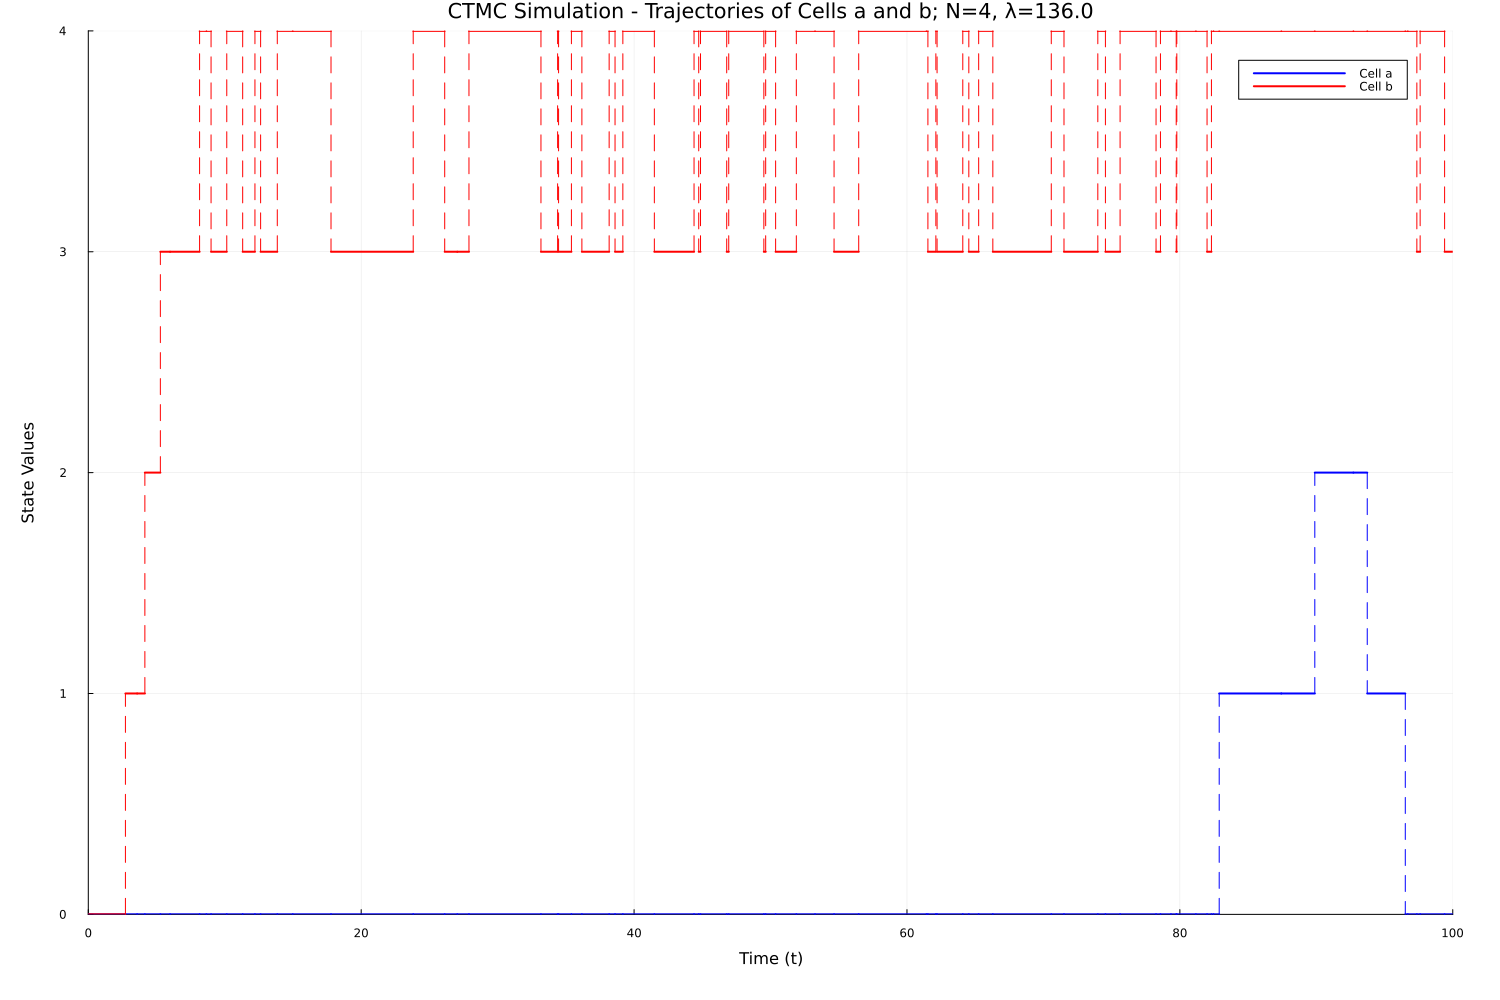 CTMC Simulation - Trajectories of Cells a and b; N=4, λ=136.0
4
Cell a
Cell b
3
State Values
2
1
0
0 20 40 60 80 100
Time (t)